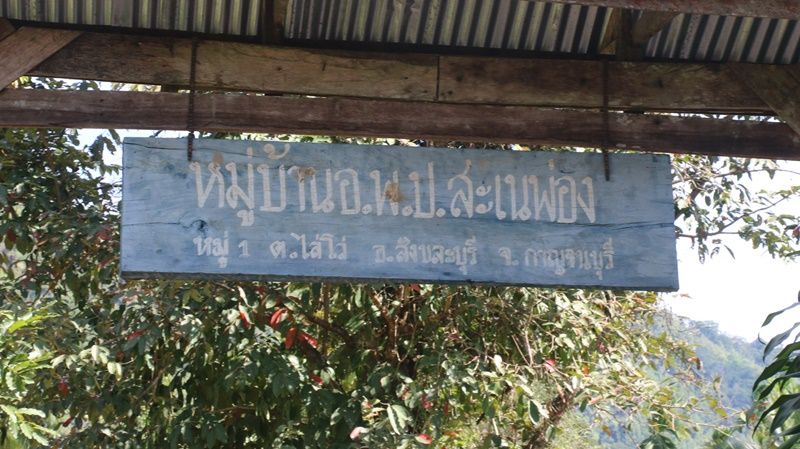 หมู่บ้านอ.พ.ป.สะเนพ่อง
หมู่ 1 ต.ไล่โว่ อ.สังขละบุรี จ.กาญจนบุรี